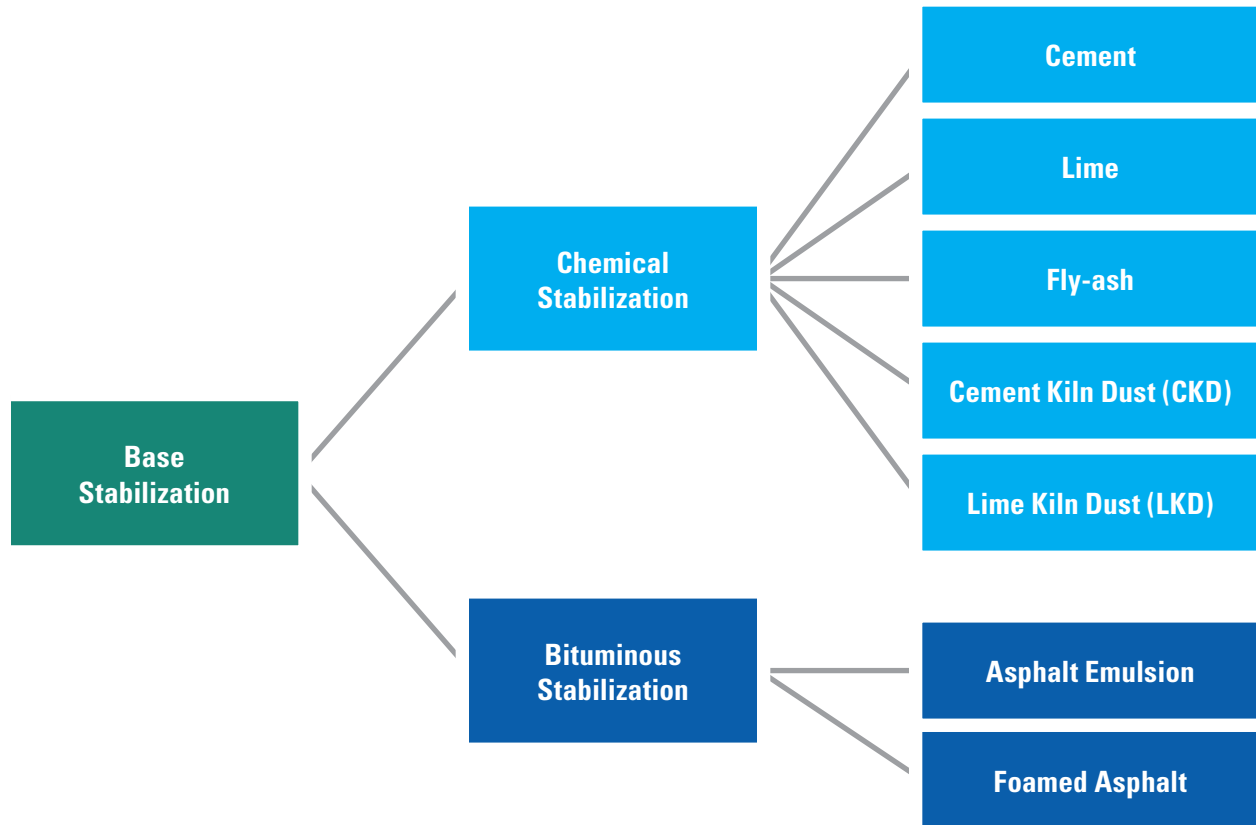 Cement
Lime
Chemical
Stabilization
Fly-ash
Cement Kiln Dust (CKD)
Base
Stabilization
Lime Kiln Dust (LKD)
Bituminous
Stabilization
Asphalt Emulsion
Foamed Asphalt